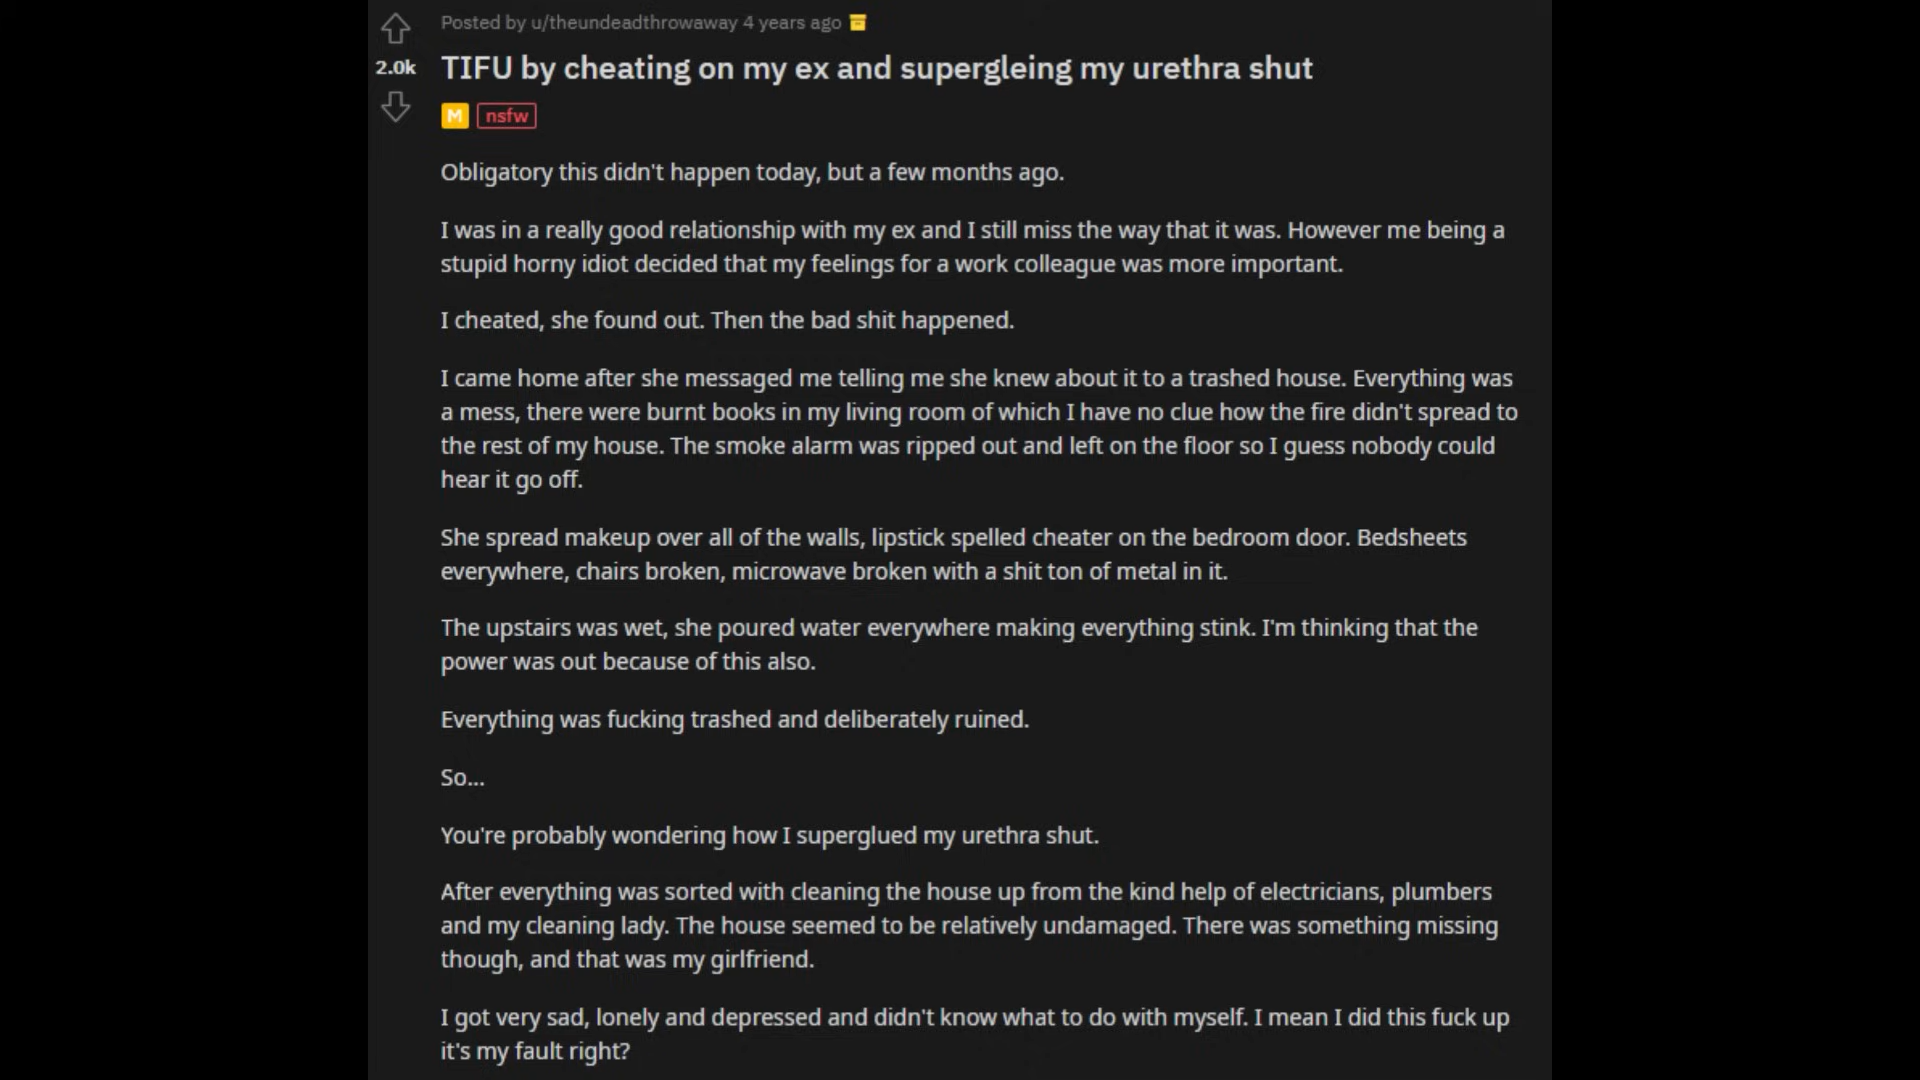 Posted by u/theundeadthrowaway 4 years ago
2.0k
TIFU by cheating on my ex and supergleing my urethra shut
M nsfw
Obligatory this didn't happen today, but a few months ago.
I was in a really good relationship with my ex and I still miss the way that it was. However me being a
stupid horny idiot decided that my feelings for a work colleague was more important.
I cheated, she found out. Then the bad shit happened.
I came home after she messaged me telling me she knew about it to a trashed house. Everything was
a mess, there were burnt books in my living room of which I have no clue how the fire didn't spread to
the rest of my house. The smoke alarm was ripped out and left on the floor so I guess nobody could
hear it go off.
She spread makeup over all of the walls, lipstick spelled cheater on the bedroom door. Bedsheets
everywhere, chairs broken, microwave broken with a shit ton of metal in it.
The upstairs was wet, she poured water everywhere making everything stink. I'm thinking that the
power was out because of this also.
Everything was fucking trashed and deliberately ruined.
So...
You're probably wondering how I superglued my urethra shut.
After everything was sorted with cleaning the house up from the kind help of electricians, plumbers
and my cleaning lady. The house seemed to be relatively undamaged. There was something missing
though, and that was my girlfriend.
I got very sad, lonely and depressed and didn't know what to do with myself. I mean I did this fuck up
it's my fault right?